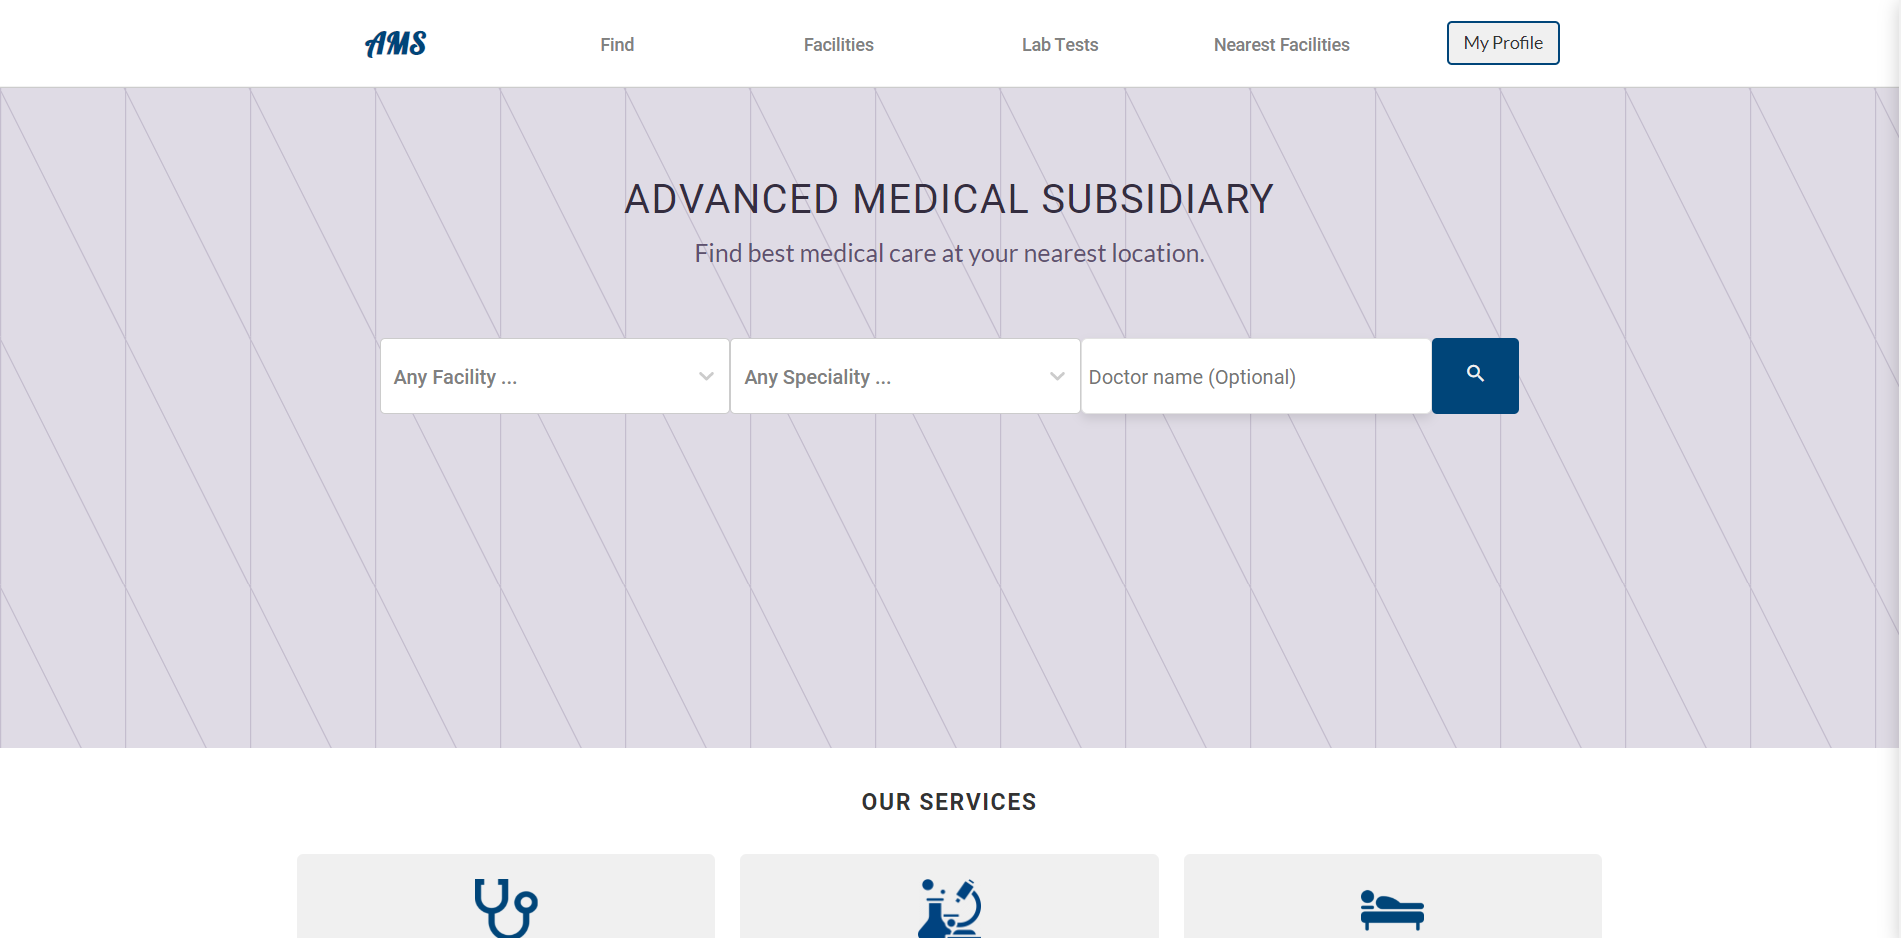 AMS
Find
Facilities
Lab Tests
Nearest Facilities
My Profile
ADVANCED MEDICAL SUBSIDIARY
Find best medical care at your nearest location.
Any Facility ...
Any Speciality ...
Doctor name (Optional)
OUR SERVICES